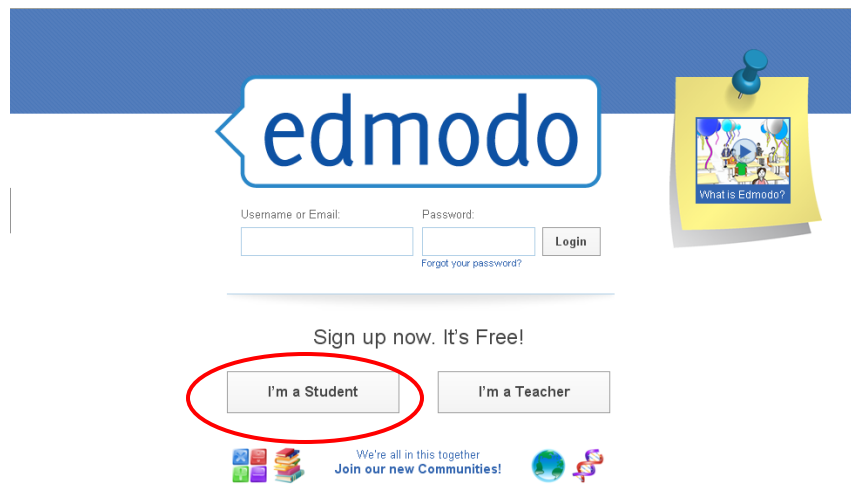 edmodo
What is Edmodo?
Username or Email: Password:
Login
Forgot your password?
Sign up now. It's Free!
I'm a Student I'm a Teacher
We're all in this together
Join our new Communities!